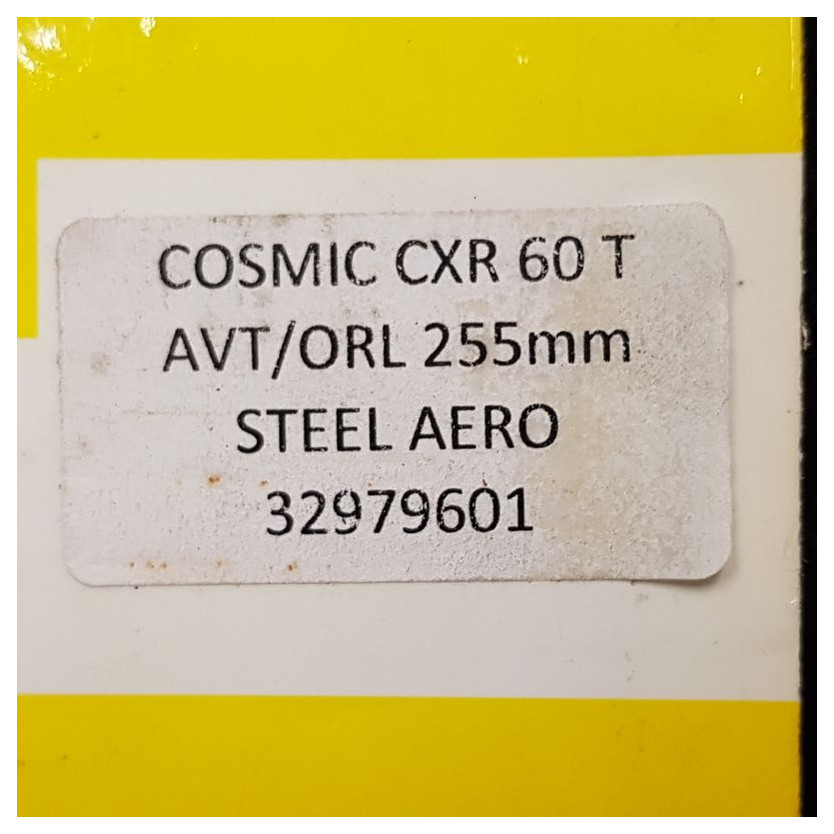 COSMIC CXR 60 T
AVT/ORL 255mm
STEEL AERO
32979601